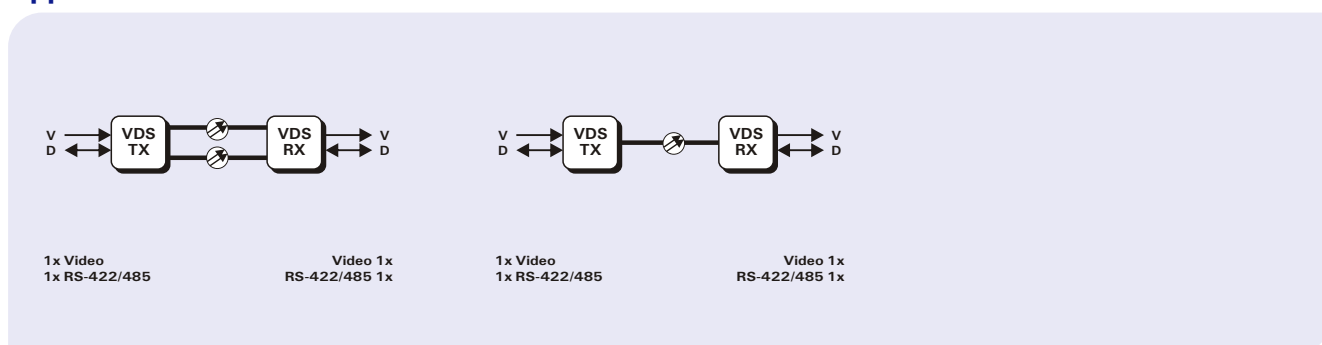 V
D
VDS
TX
VDS
RX
V
D
V
D
VDS
TX
VDS
RX
V
D
1x Video
1x RS-422/485
Video 1x
RS-422/485 1x
1x Video
1x RS-422/485
Video 1x
RS-422/485 1x